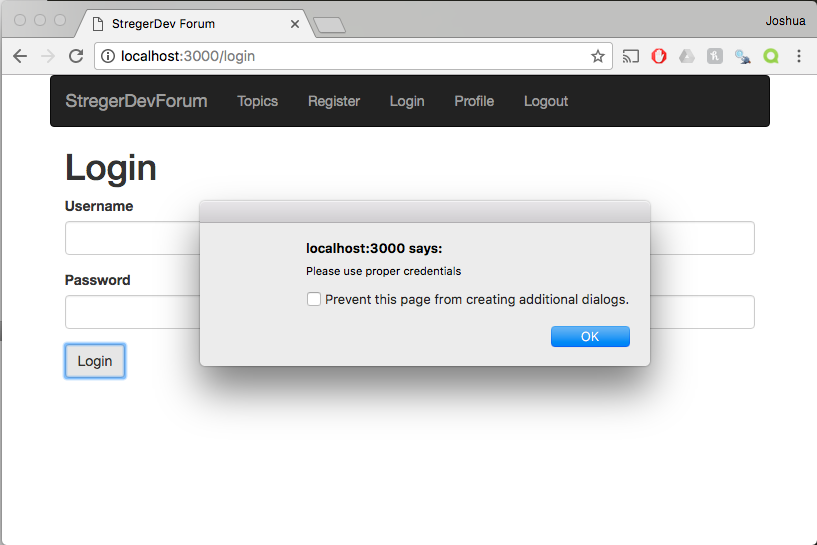 StregerDev Forum
Joshua
localhost:3000/login
StregerDevForum Topics Register Login Profile Logout
Login
Username
localhost:3000 says:
Please use proper credentials
Password
Prevent this page from creating additional dialogs.
OK
Login